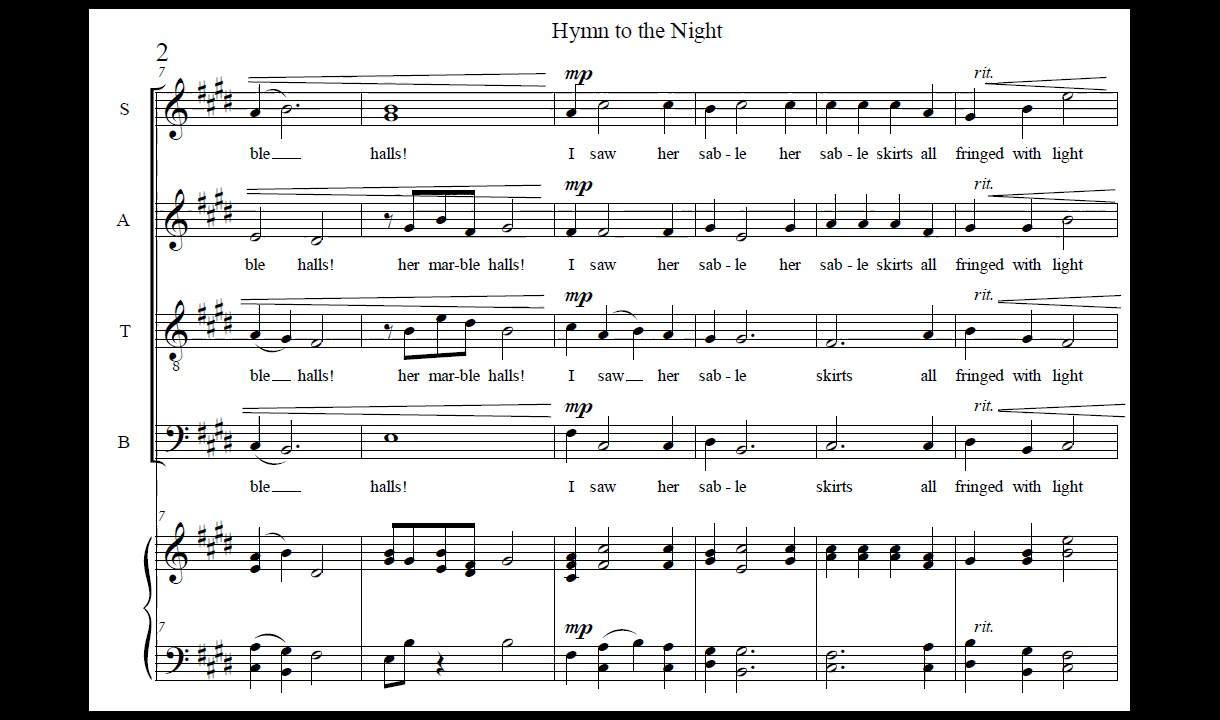 Hymn to the Night
2
7
mp
rit.
S
ble halls! I saw her sab - le her sab - le skirts all fringed with light
mp
rit.
A
ble halls! her mar-ble halls! I saw her sab - le her sab - le skirts all fringed with light
mp
rit.
T
8
ble halls! her mar-ble halls! I saw her sab - le skirts all fringed with light
mp
rit.
B
ble halls! I saw her sab - le skirts all fringed with light
7
7
mp
rit.